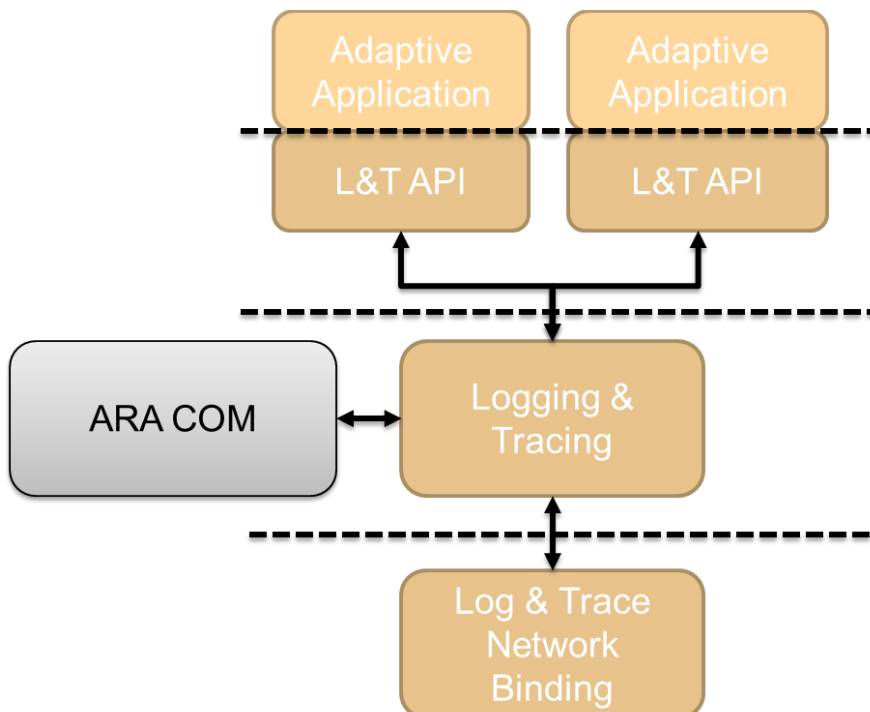 Adaptive
Application
Adaptive
Application
L&T API
L&T API
ARA COM
Logging &
Tracing
Log & Trace
Network
Binding